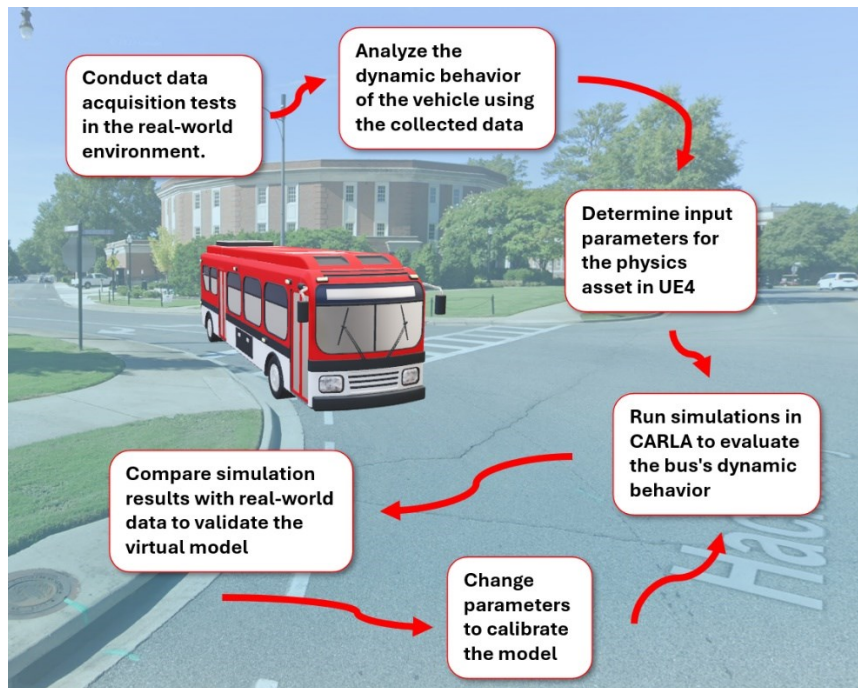 Conduct data
acquisition tests
in the real-world
environment.
Analyze the
dynamic behavior
of the vehicle using
the collected data
Determine input
parameters for
the physics
asset in UE4
Run simulations in
CARLA to evaluate
the bus's dynamic
behavior
Compare simulation
results with real-world
data to validate the
virtual model
Change
parameters
to calibrate
the model